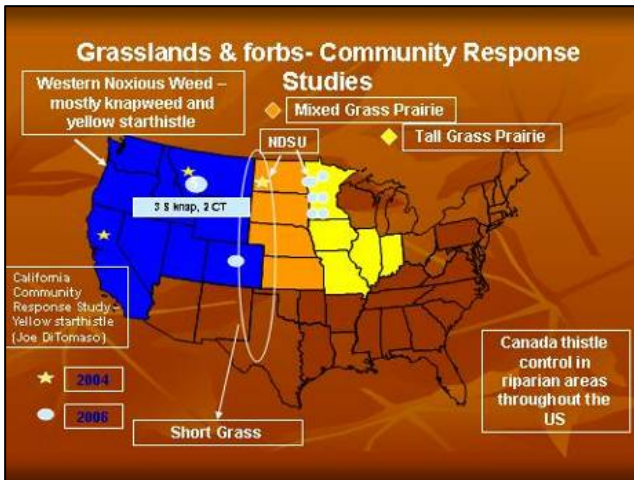 Grasslands & forbs- Community Response
Studies
Western Noxious Weed –
mostly knapweed and
yellow starthistle
Mixed Grass Prairie
NDSU
Tall Grass Prairie
3 S knap, 2 CT
California
Community
Response Study –
Yellow starthistle
(Joe DiTomaso)
2004
2006
Short Grass
Canada thistle
control in
riparian areas
throughout the
US